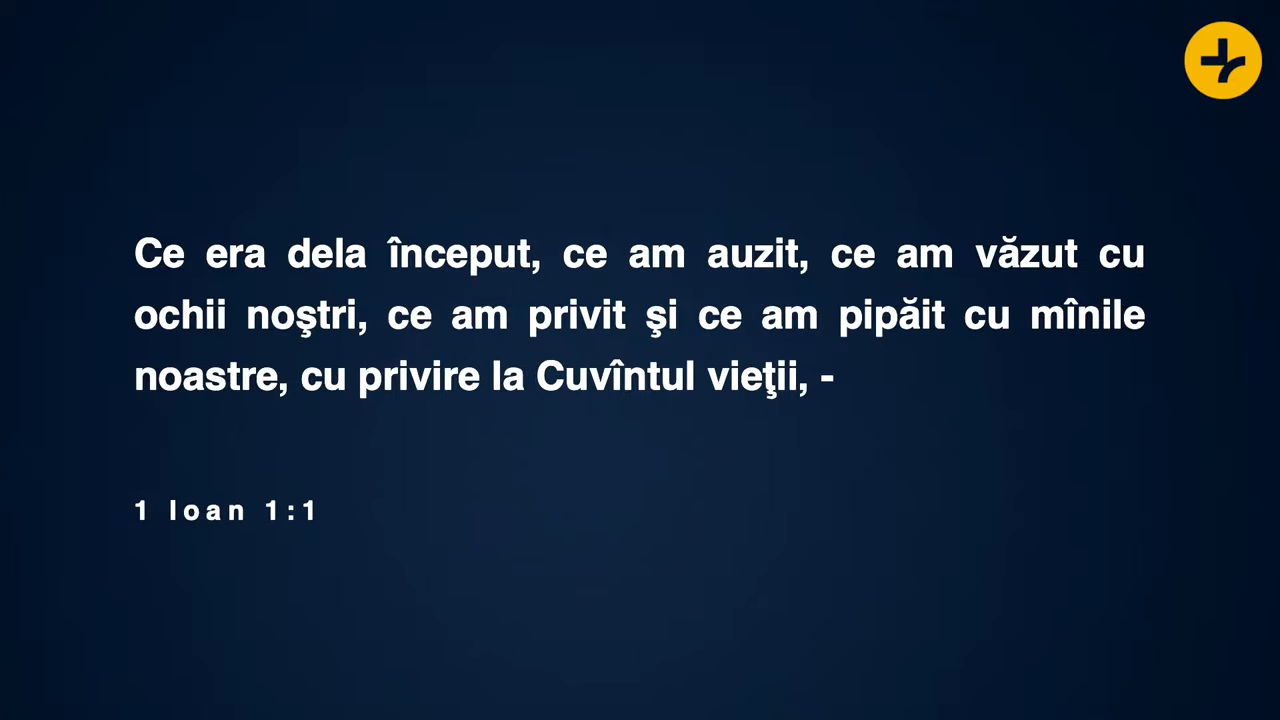 Ce era dela început, ce am auzit, ce am văzut cu
ochii noştri, ce am privit şi ce am pipăit cu mînile
noastre, cu privire la Cuvîntul vieţii, -
1 Ioan 1:1